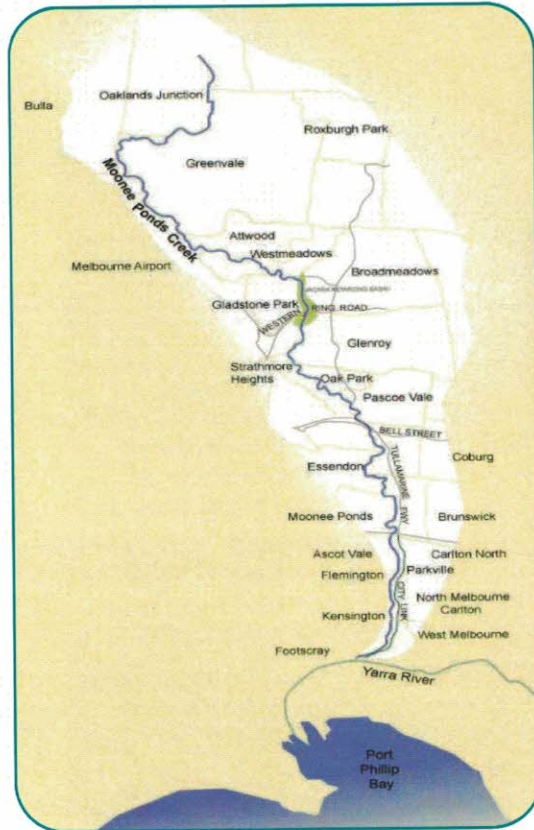 Oaklands Junction
Bulla
Roxburgh Park
Greenvale
Moonee Ponds Creek
Attwood
Westmeadows
Melbourne Airport
Broadmeadows
Gladstone Park
WESTERN RING ROAD
Glenroy
Strathmore
Heights
Oak Park
Pascoe Vale
BELL STREET
Coburg
Essendon
TULLAMARINE FWY
Moonee Ponds
Brunswick
Ascot Vale
Carlton North
Flemington
Parkville
CITY LINK
North Melbourne
Carlton
Kensington
West Melbourne
Footscray
Yarra River
Port
Phillip
Bay